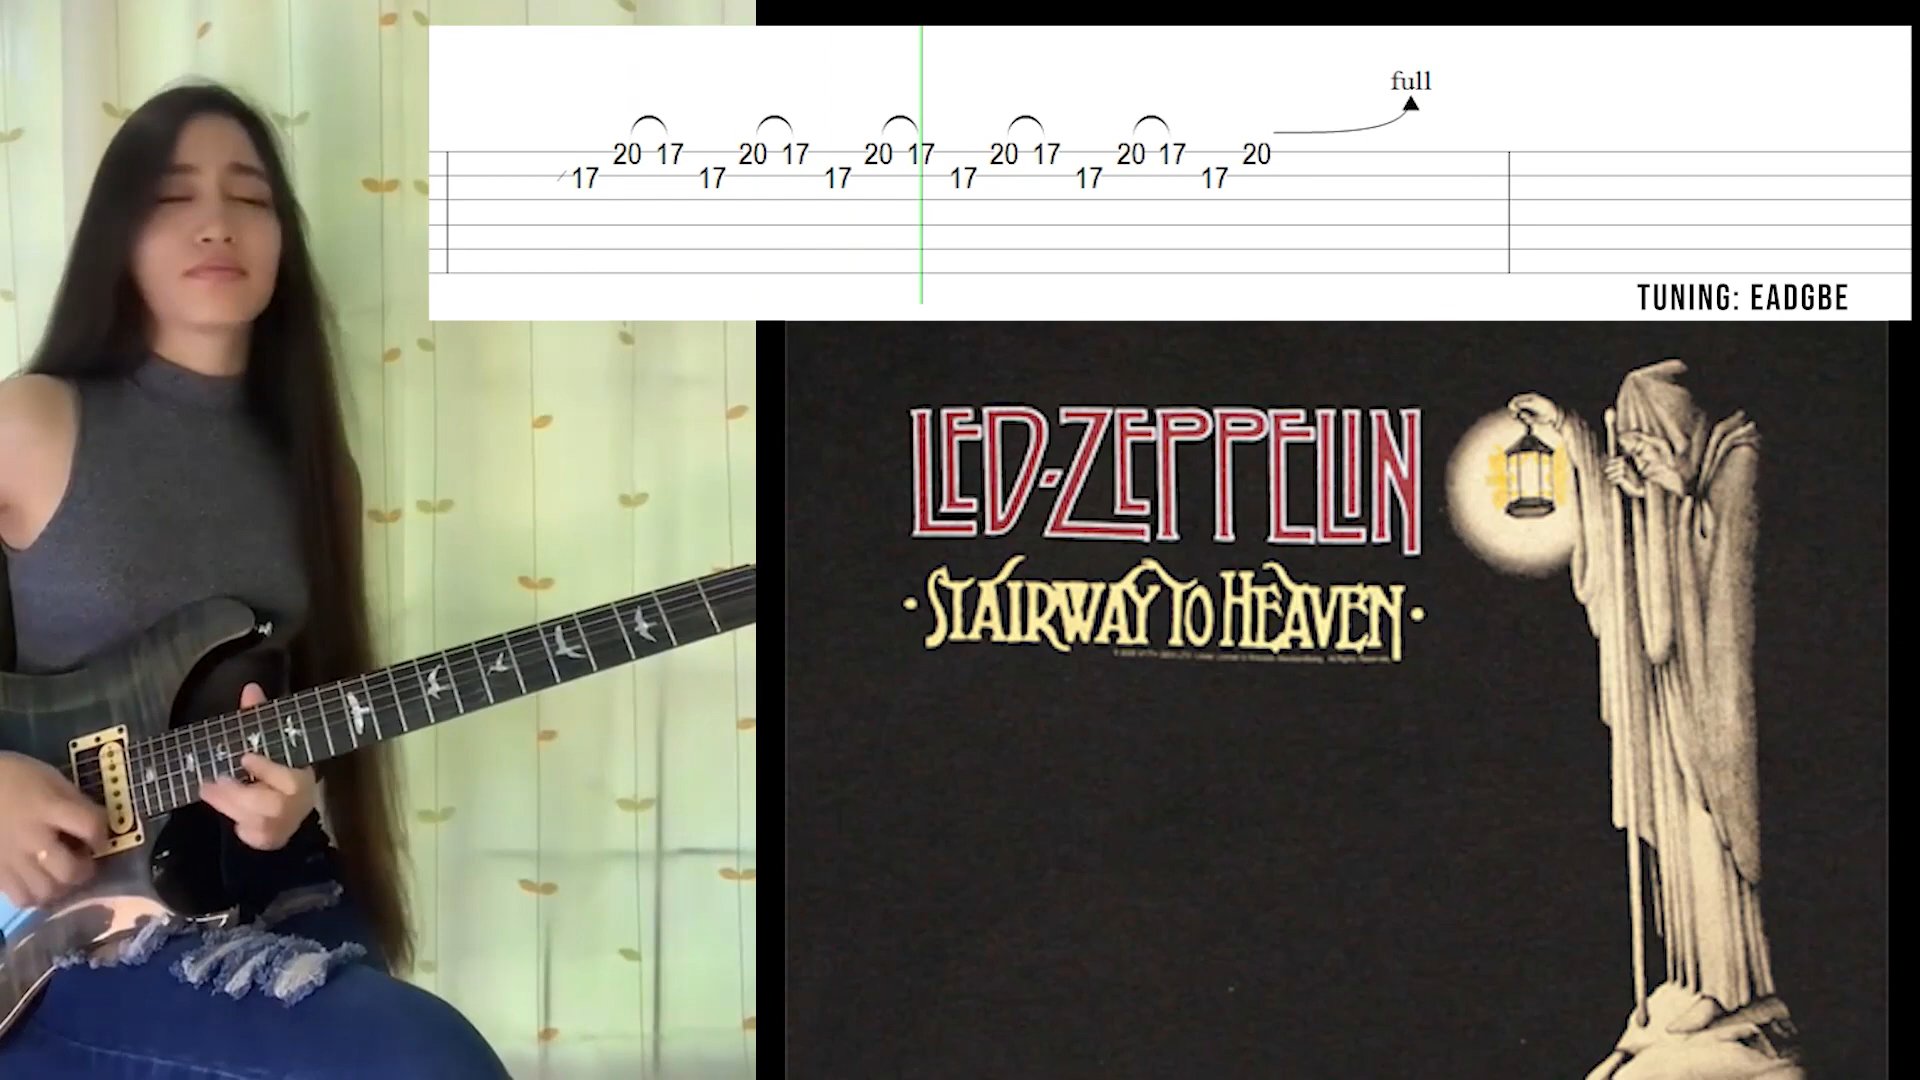 full
20 17 20 17 20 17 20 17 20 17 20
17 17 17 17 17 17
TUNING: EADGBE
LED-ZEPPELIN
·STAIRWAY TO HEAVEN·